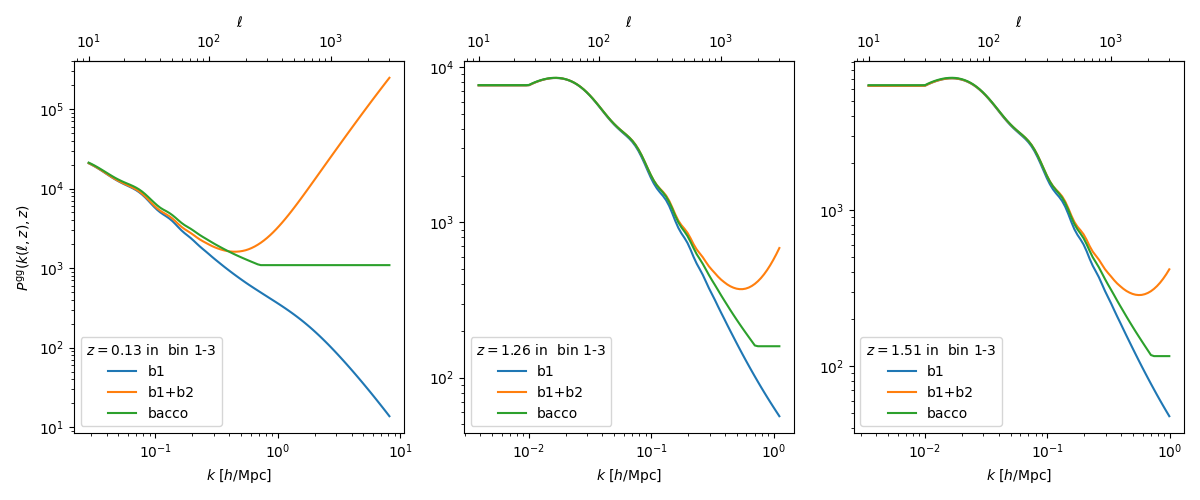 ℓ
10¹ 10² 10³
10⁵
10⁴
10³
10²
10¹
Pᵍᵍ(k(ℓ, z), z)
z = 0.13 in bin 1-3
b1
b1+b2
bacco
10⁻¹ 10⁰ 10¹
k [h/Mpc]
ℓ
10¹ 10² 10³
10⁴
10³
10²
z = 1.26 in bin 1-3
b1
b1+b2
bacco
10⁻² 10⁻¹ 10⁰
k [h/Mpc]
ℓ
10¹ 10² 10³
10³
10²
z = 1.51 in bin 1-3
b1
b1+b2
bacco
10⁻² 10⁻¹ 10⁰
k [h/Mpc]